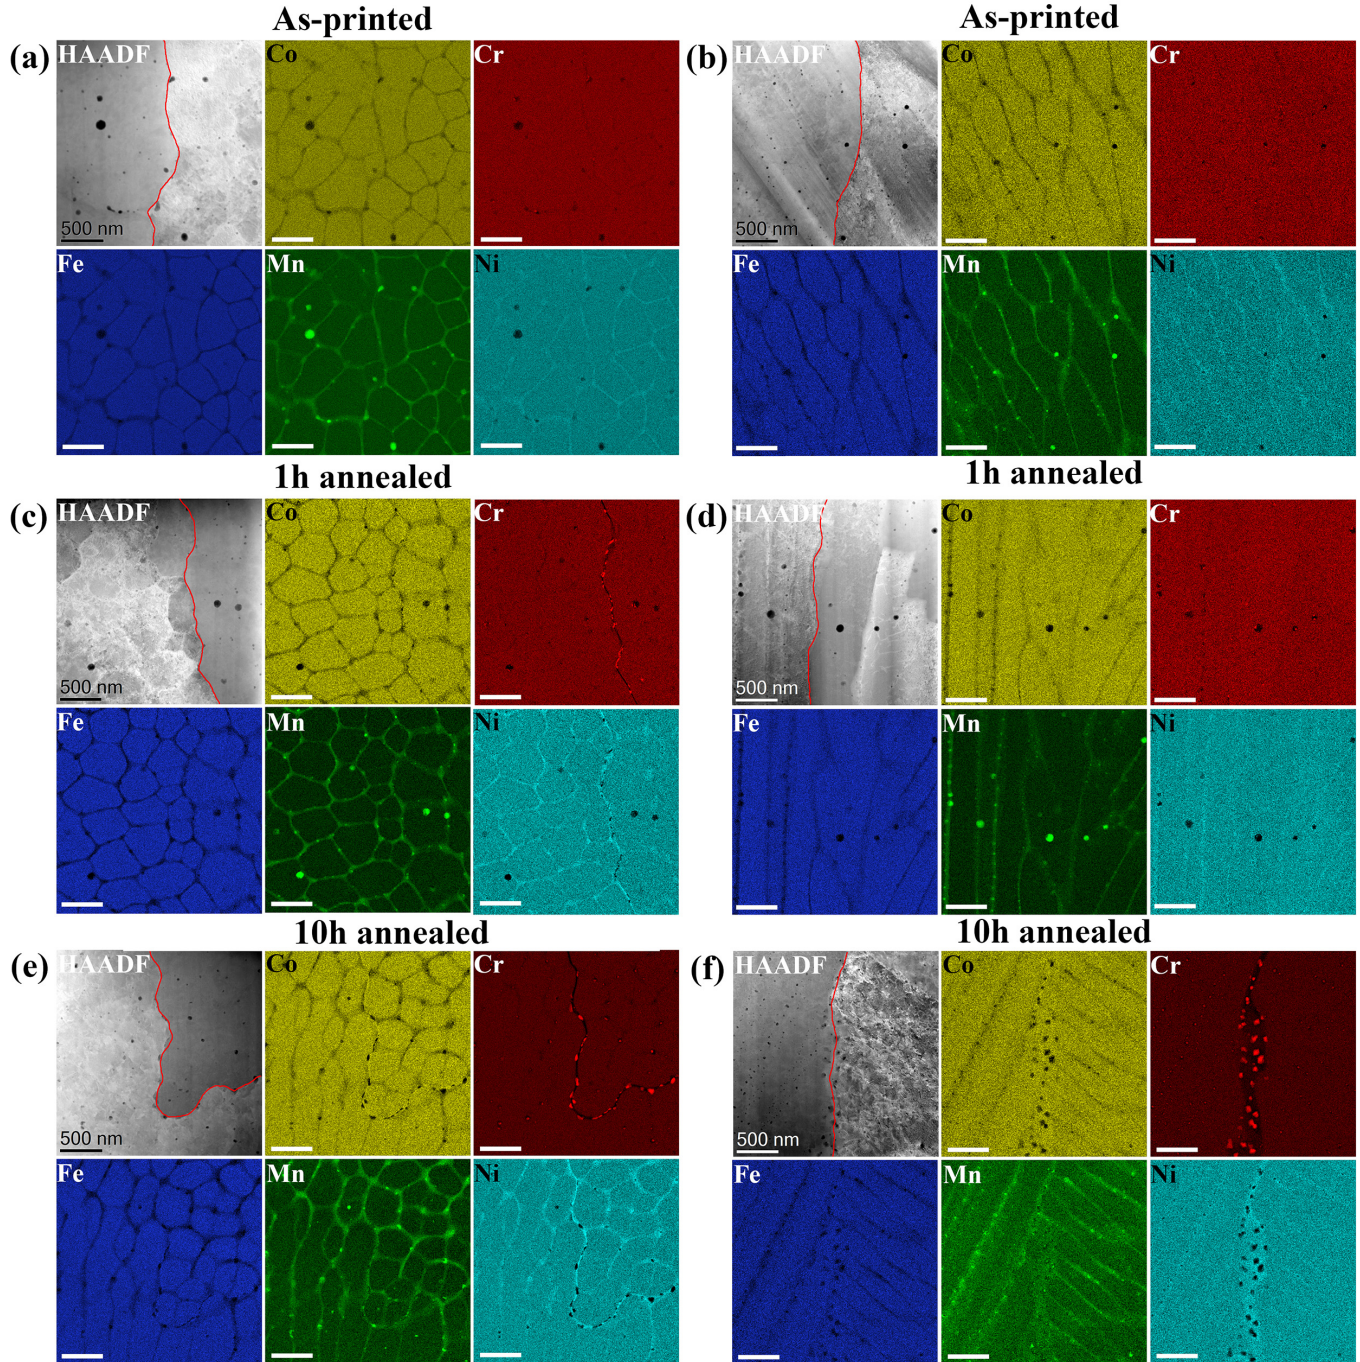 As-printed
As-printed
(a)
HAADF
Co
Cr
500 nm
Fe
Mn
Ni
(b)
HAADF
Co
Cr
500 nm
Fe
Mn
Ni
1h annealed
1h annealed
(c)
HAADF
Co
Cr
500 nm
Fe
Mn
Ni
(d)
HAADF
Co
Cr
500 nm
Fe
Mn
Ni
10h annealed
10h annealed
(e)
HAADF
Co
Cr
500 nm
Fe
Mn
Ni
(f)
HAADF
Co
Cr
500 nm
Fe
Mn
Ni